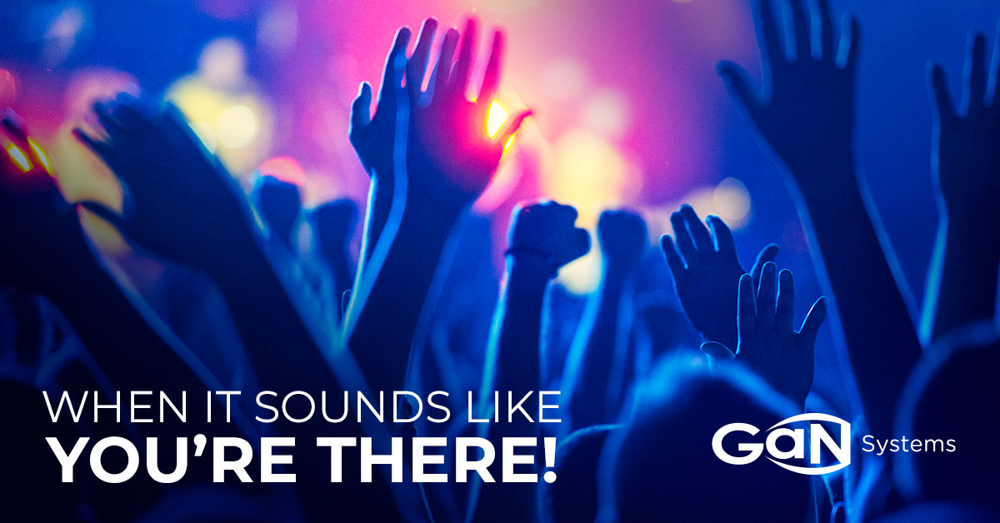 WHEN IT SOUNDS LIKE
YOU’RE THERE!
GaN Systems